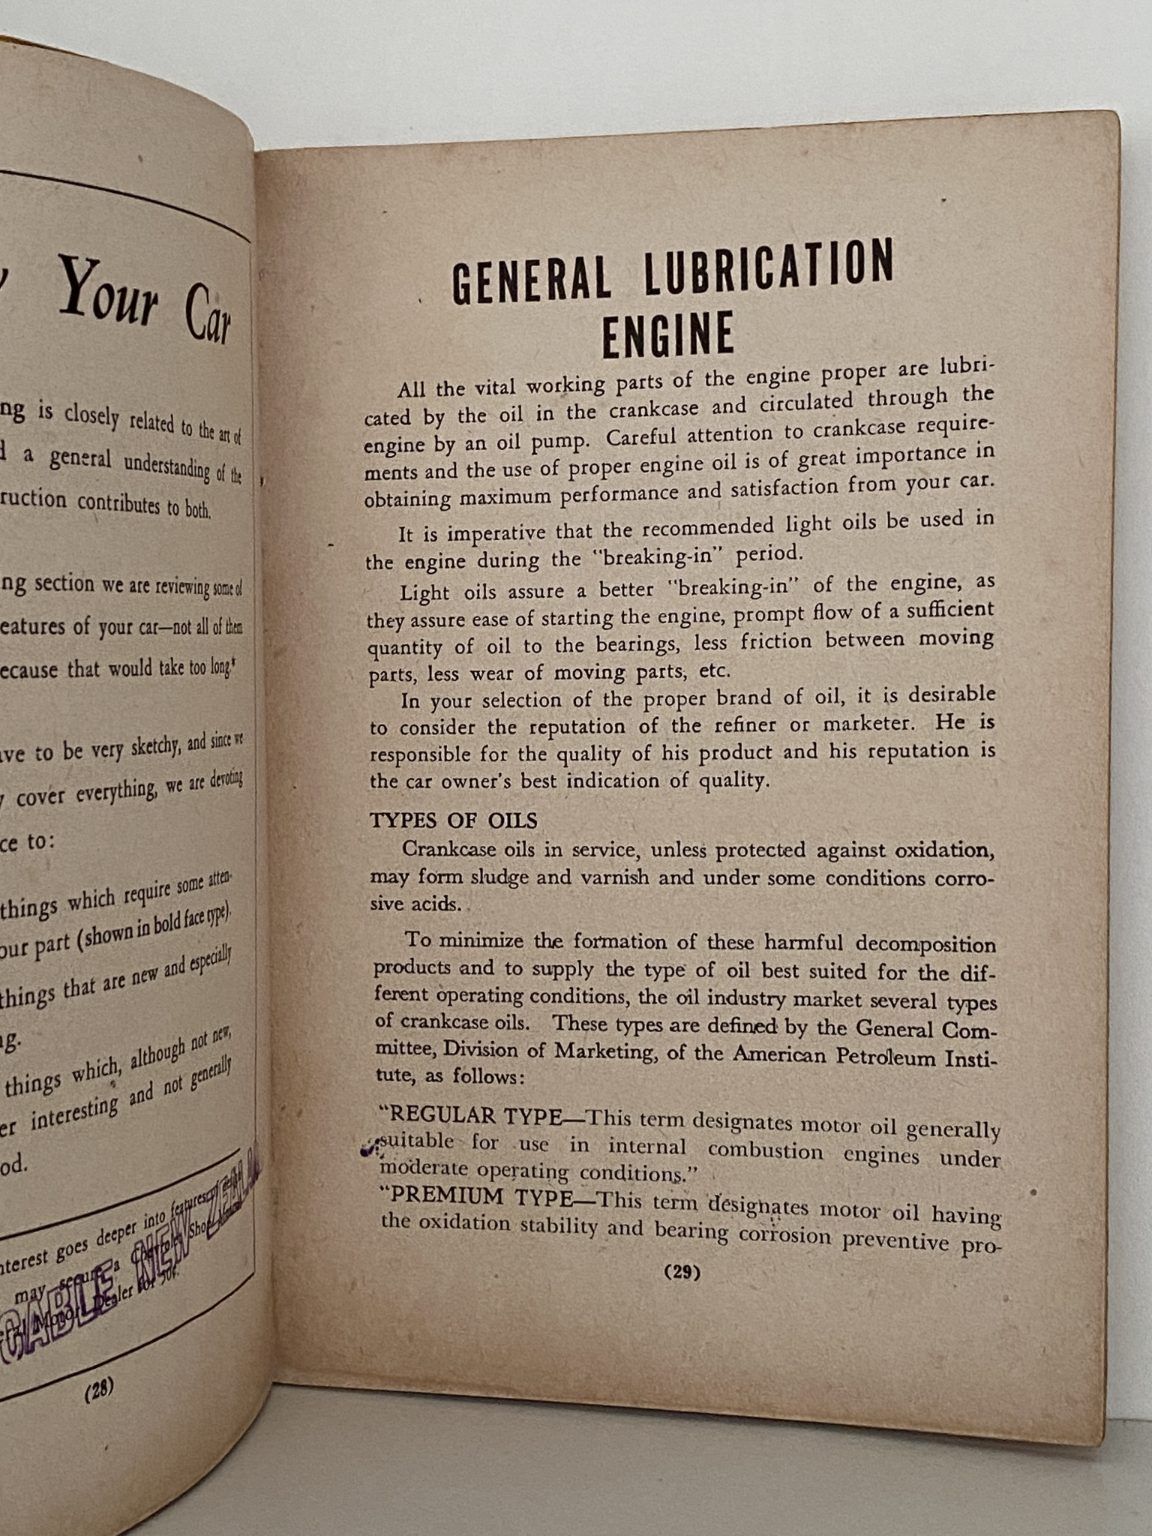 Your Car
ng is closely related to the art of
d a general understanding of the
ruction contributes to both.
ng section we are reviewing some of
eatures of your car—not all of them
ecause that would take too long*
ave to be very sketchy, and since we
y cover everything, we are devoting
ce to:
things which require some atten-
our part (shown in bold face type).
things that are new and especially
ng.
things which, although not new,
er interesting and not generally
od.
nterest goes deeper into features of
may secure a Chevrolet Shop Manual
Motor Dealer for 50¢.
CABLE NEW ZEALA
(28)
GENERAL LUBRICATION
ENGINE
All the vital working parts of the engine proper are lubri-
cated by the oil in the crankcase and circulated through the
engine by an oil pump. Careful attention to crankcase require-
ments and the use of proper engine oil is of great importance in
obtaining maximum performance and satisfaction from your car.
It is imperative that the recommended light oils be used in
the engine during the "breaking-in" period.
Light oils assure a better "breaking-in" of the engine, as
they assure ease of starting the engine, prompt flow of a sufficient
quantity of oil to the bearings, less friction between moving
parts, less wear of moving parts, etc.
In your selection of the proper brand of oil, it is desirable
to consider the reputation of the refiner or marketer. He is
responsible for the quality of his product and his reputation is
the car owner's best indication of quality.
TYPES OF OILS
Crankcase oils in service, unless protected against oxidation,
may form sludge and varnish and under some conditions corro-
sive acids.
To minimize the formation of these harmful decomposition
products and to supply the type of oil best suited for the dif-
ferent operating conditions, the oil industry market several types
of crankcase oils. These types are defined by the General Com-
mittee, Division of Marketing, of the American Petroleum Insti-
tute, as follows:
"REGULAR TYPE—This term designates motor oil generally
suitable for use in internal combustion engines under
moderate operating conditions."
"PREMIUM TYPE—This term designates motor oil having
the oxidation stability and bearing corrosion preventive pro-
(29)